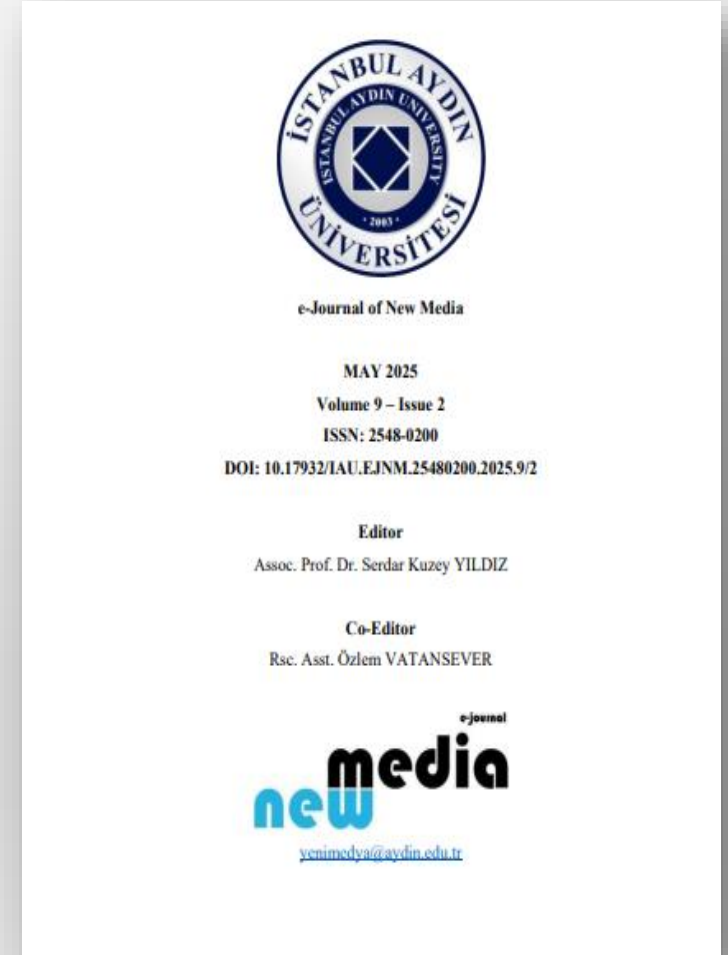 İSTANBUL AYDIN ÜNİVERSİTESİ
ISTANBUL AYDIN UNIVERSITY
• 2003 •
e-Journal of New Media
MAY 2025
Volume 9 – Issue 2
ISSN: 2548-0200
DOI: 10.17932/IAU.EJNM.25480200.2025.9/2
Editor
Assoc. Prof. Dr. Serdar Kuzey YILDIZ
Co-Editor
Rsc. Asst. Özlem VATANSEVER
e-journal
new media
yenimedya@aydin.edu.tr